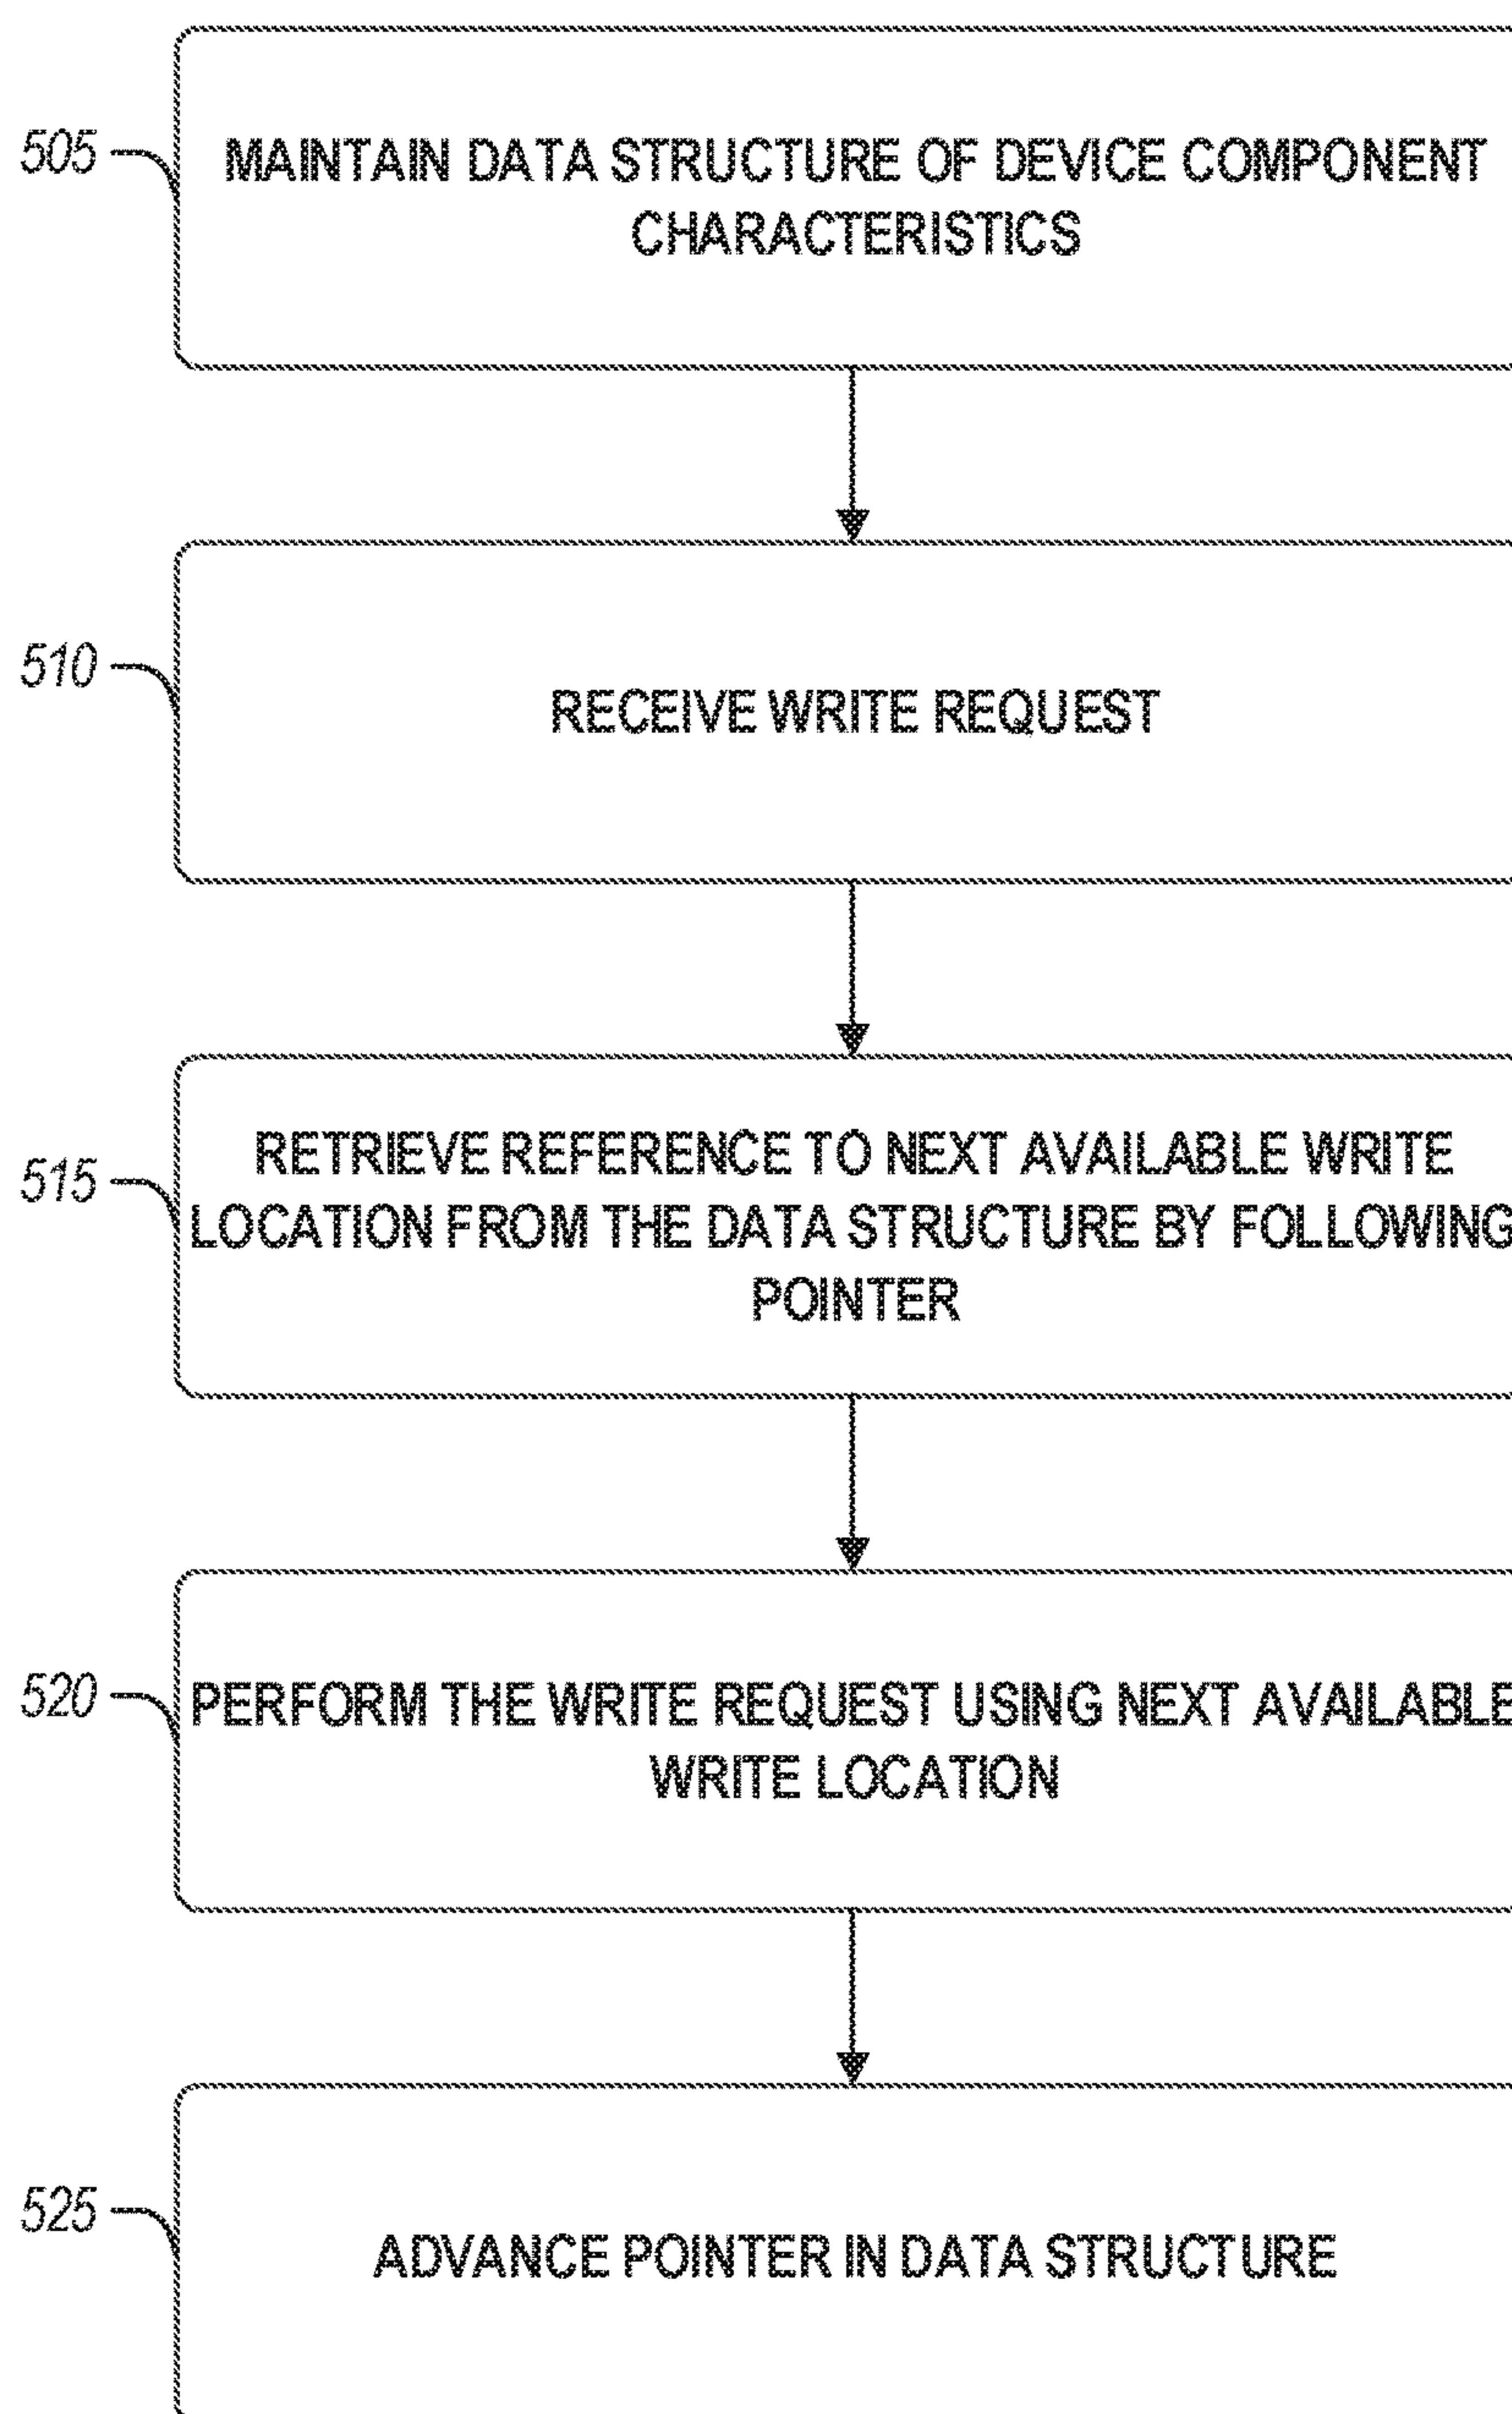 505
MAINTAIN DATA STRUCTURE OF DEVICE COMPONENT
CHARACTERISTICS
510
RECEIVE WRITE REQUEST
515
RETRIEVE REFERENCE TO NEXT AVAILABLE WRITE
LOCATION FROM THE DATA STRUCTURE BY FOLLOWING
POINTER
520
PERFORM THE WRITE REQUEST USING NEXT AVAILABLE
WRITE LOCATION
525
ADVANCE POINTER IN DATA STRUCTURE